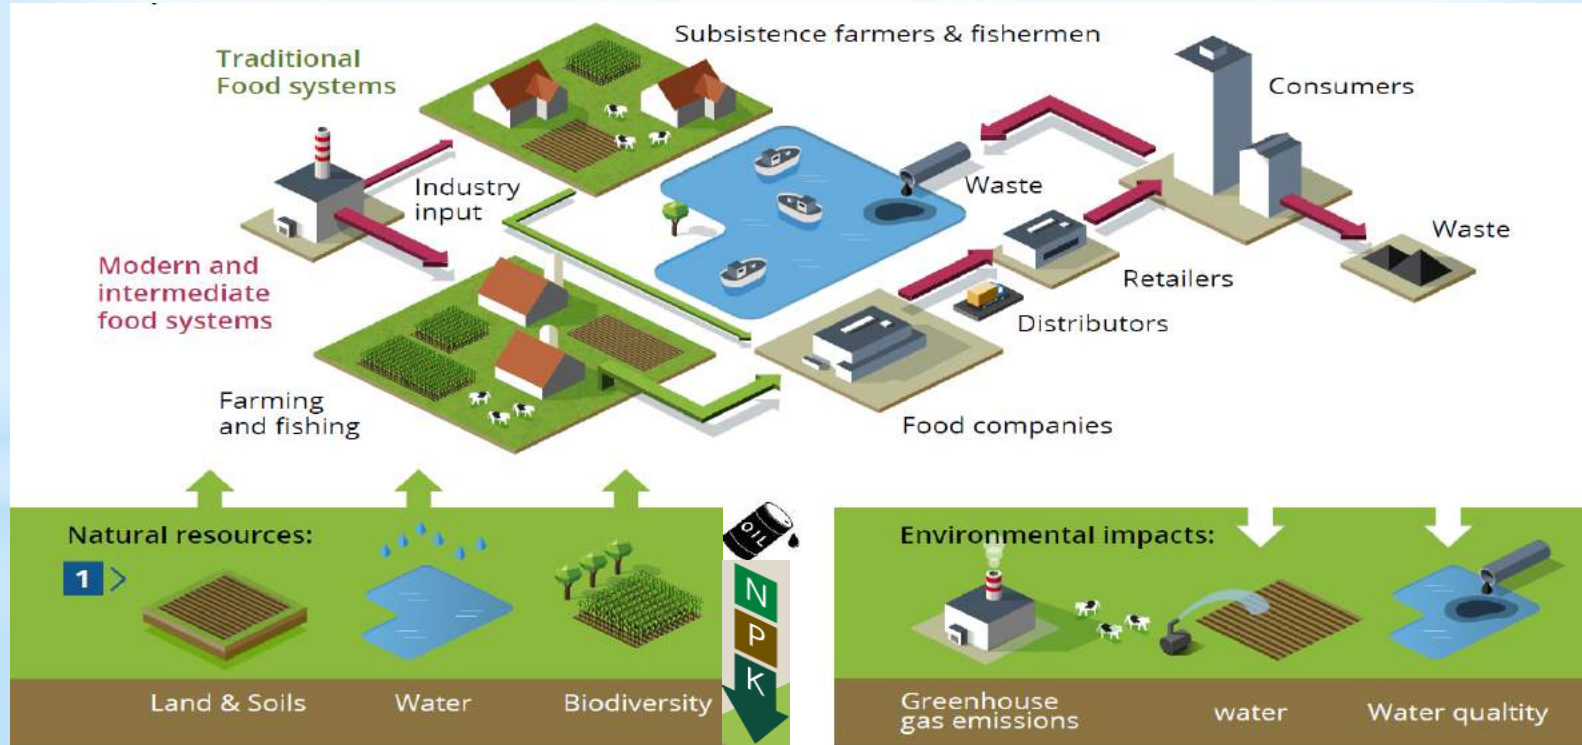 Traditional
Food systems
Subsistence farmers & fishermen
Consumers
Industry
input
Waste
Waste
Modern and
intermediate
food systems
Retailers
Distributors
Farming
and fishing
Food companies
Natural resources:
1 >
OIL
N
P
K
Land & Soils
Water
Biodiversity
Environmental impacts:
Greenhouse
gas emissions
water
Water qualtity